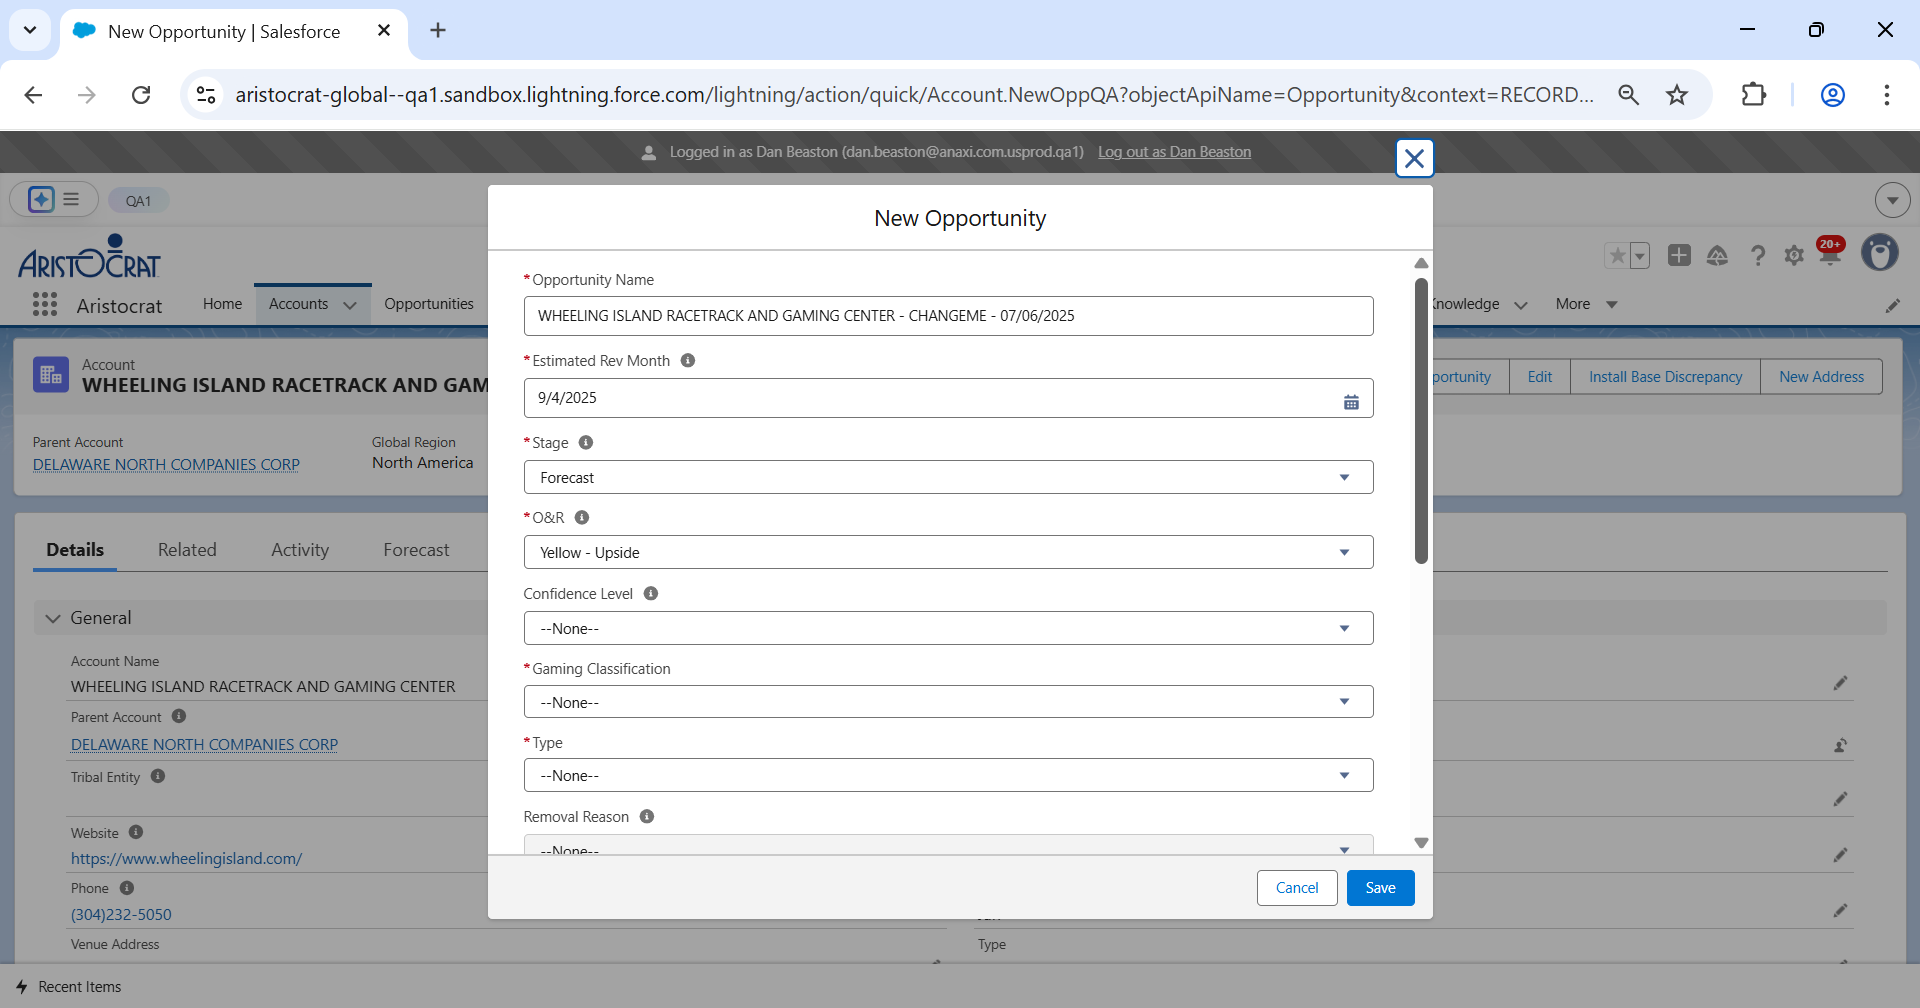 New Opportunity | Salesforce
aristocrat-global--qa1.sandbox.lightning.force.com/lightning/action/quick/Account.NewOppQA?objectApiName=Opportunity&context=RECORD...
Logged in as Dan Beaston (dan.beaston@anaxi.com.usprod.qa1) Log out as Dan Beaston
QA1
ARISTOCRAT
20+
Aristocrat
Home
Accounts
Opportunities
Knowledge
More
Account
WHEELING ISLAND RACETRACK AND GAM
portunity
Edit
Install Base Discrepancy
New Address
Parent Account
DELAWARE NORTH COMPANIES CORP
Global Region
North America
Details
Related
Activity
Forecast
General
Account Name
WHEELING ISLAND RACETRACK AND GAMING CENTER
Parent Account
DELAWARE NORTH COMPANIES CORP
Tribal Entity
Website
https://www.wheelingisland.com/
Phone
(304)232-5050
Venue Address
Type
New Opportunity
*Opportunity Name
WHEELING ISLAND RACETRACK AND GAMING CENTER - CHANGEME - 07/06/2025
*Estimated Rev Month
9/4/2025
*Stage
Forecast
*O&R
Yellow - Upside
Confidence Level
--None--
*Gaming Classification
--None--
*Type
--None--
Removal Reason
--None--
Cancel
Save
Recent Items